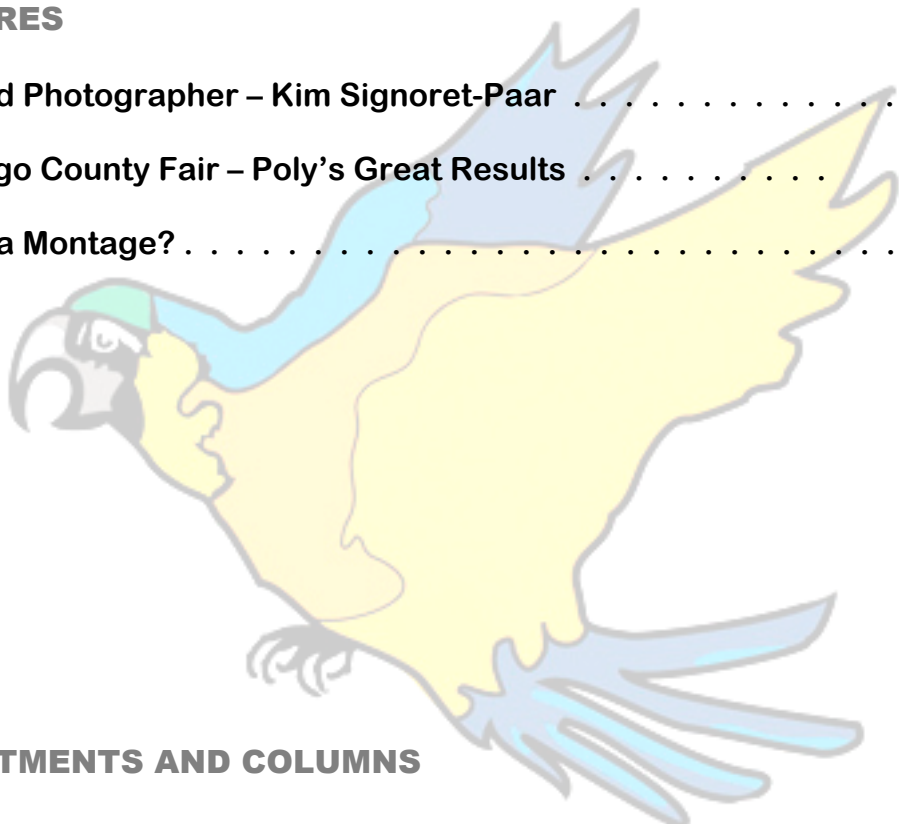 RES
d Photographer – Kim Signoret-Paar . . . . . . . . . . . . .
go County Fair – Poly’s Great Results . . . . . . . . . .
a Montage? . . . . . . . . . . . . . . . . . . . . . . . . . . . .
TMENTS AND COLUMNS